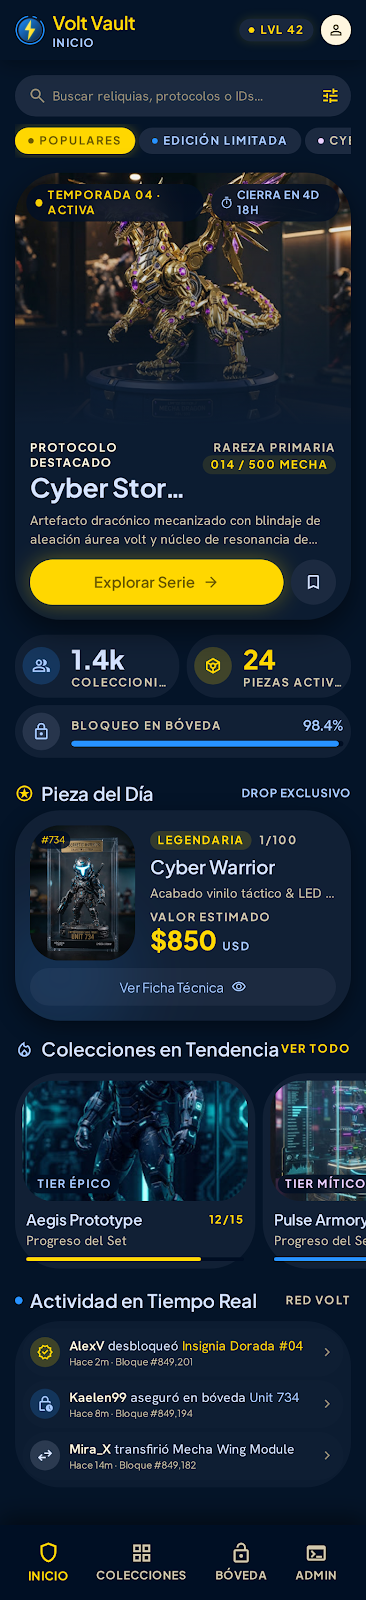 Volt Vault
INICIO
LVL 42
Buscar reliquias, protocolos o IDs...
POPULARES
EDICIÓN LIMITADA
TEMPORADA 04 ·
ACTIVA
CIERRA EN 4D
18H
PROTOCOLO
DESTACADO
RAREZA PRIMARIA
014 / 500 MECHA
Cyber Stor...
Artefacto dracónico mecanizado con blindaje de
aleación áurea volt y núcleo de resonancia de...
Explorar Serie
1.4k
COLECCIONI...
24
PIEZAS ACTIV...
BLOQUEO EN BÓVEDA
98.4%
Pieza del Día
DROP EXCLUSIVO
#734
UNIT 734
LEGENDARIA
1/100
Cyber Warrior
Acabado vinilo táctico & LED ...
VALOR ESTIMADO
$850 USD
Ver Ficha Técnica
Colecciones en Tendencia
VER TODO
TIER ÉPICO
TIER MÍTICO
Aegis Prototype
12/15
Progreso del Set
Pulse Armory
Progreso del Se
Actividad en Tiempo Real
RED VOLT
AlexV desbloqueó Insignia Dorada #04
Hace 2m · Bloque #849,201
Kaelen99 aseguró en bóveda Unit 734
Hace 8m · Bloque #849,194
Mira_X transfirió Mecha Wing Module
Hace 14m · Bloque #849,182
INICIO
COLECCIONES
BÓVEDA
ADMIN